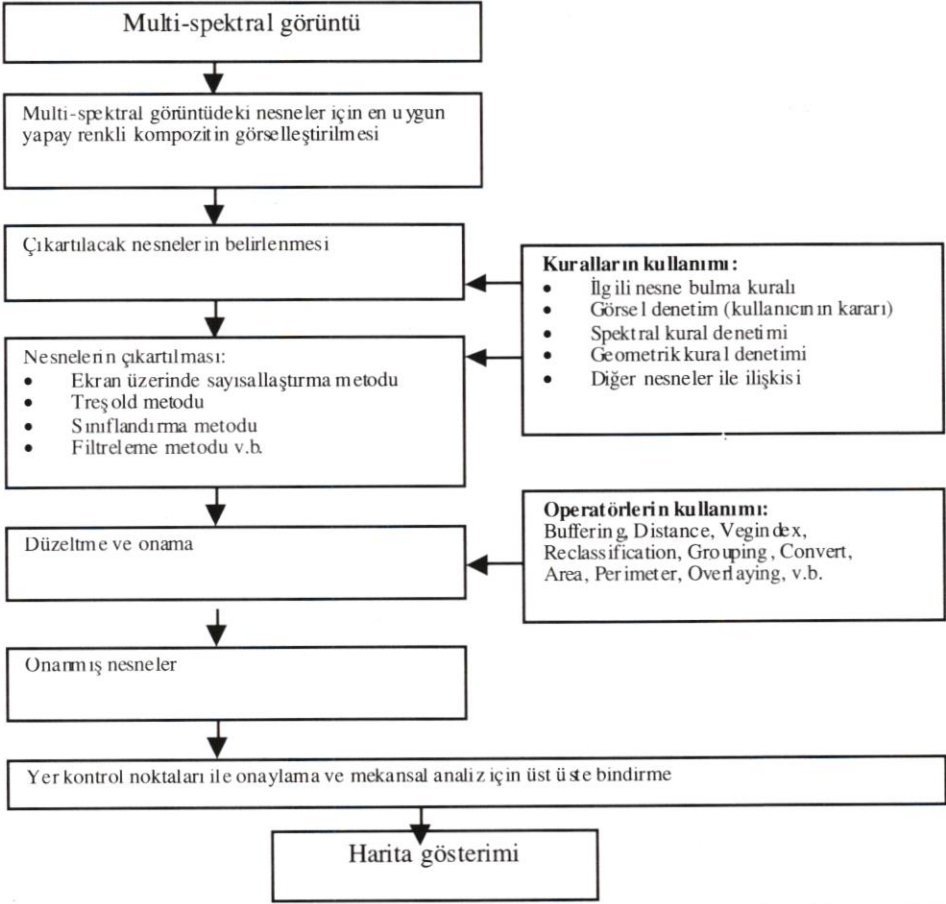 Multi-spektral görüntü
Multi-spektral görüntüdeki nesneler için en uygun
yapay renkli kompozitin görselleştirilmesi
Çıkartılacak nesnelerin belirlenmesi
Kuralların kullanımı:
• İlgili nesne bulma kuralı
• Görsel denetim (kullanıcının kararı)
• Spektral kural denetimi
• Geometrik kural denetimi
• Diğer nesneler ile ilişkisi
Nesnelerin çıkartılması:
• Ekran üzerinde sayısallaştırma metodu
• Treşold metodu
• Sınıflandırma metodu
• Filtreleme metodu v.b.
Operatörlerin kullanımı:
Buffering, Distance, Vegindex,
Reclassification, Grouping, Convert,
Area, Perimeter, Overlaying, v.b.
Düzeltme ve onama
Onanmış nesneler
Yer kontrol noktaları ile onaylama ve mekansal analiz için üst üste bindirme
Harita gösterimi